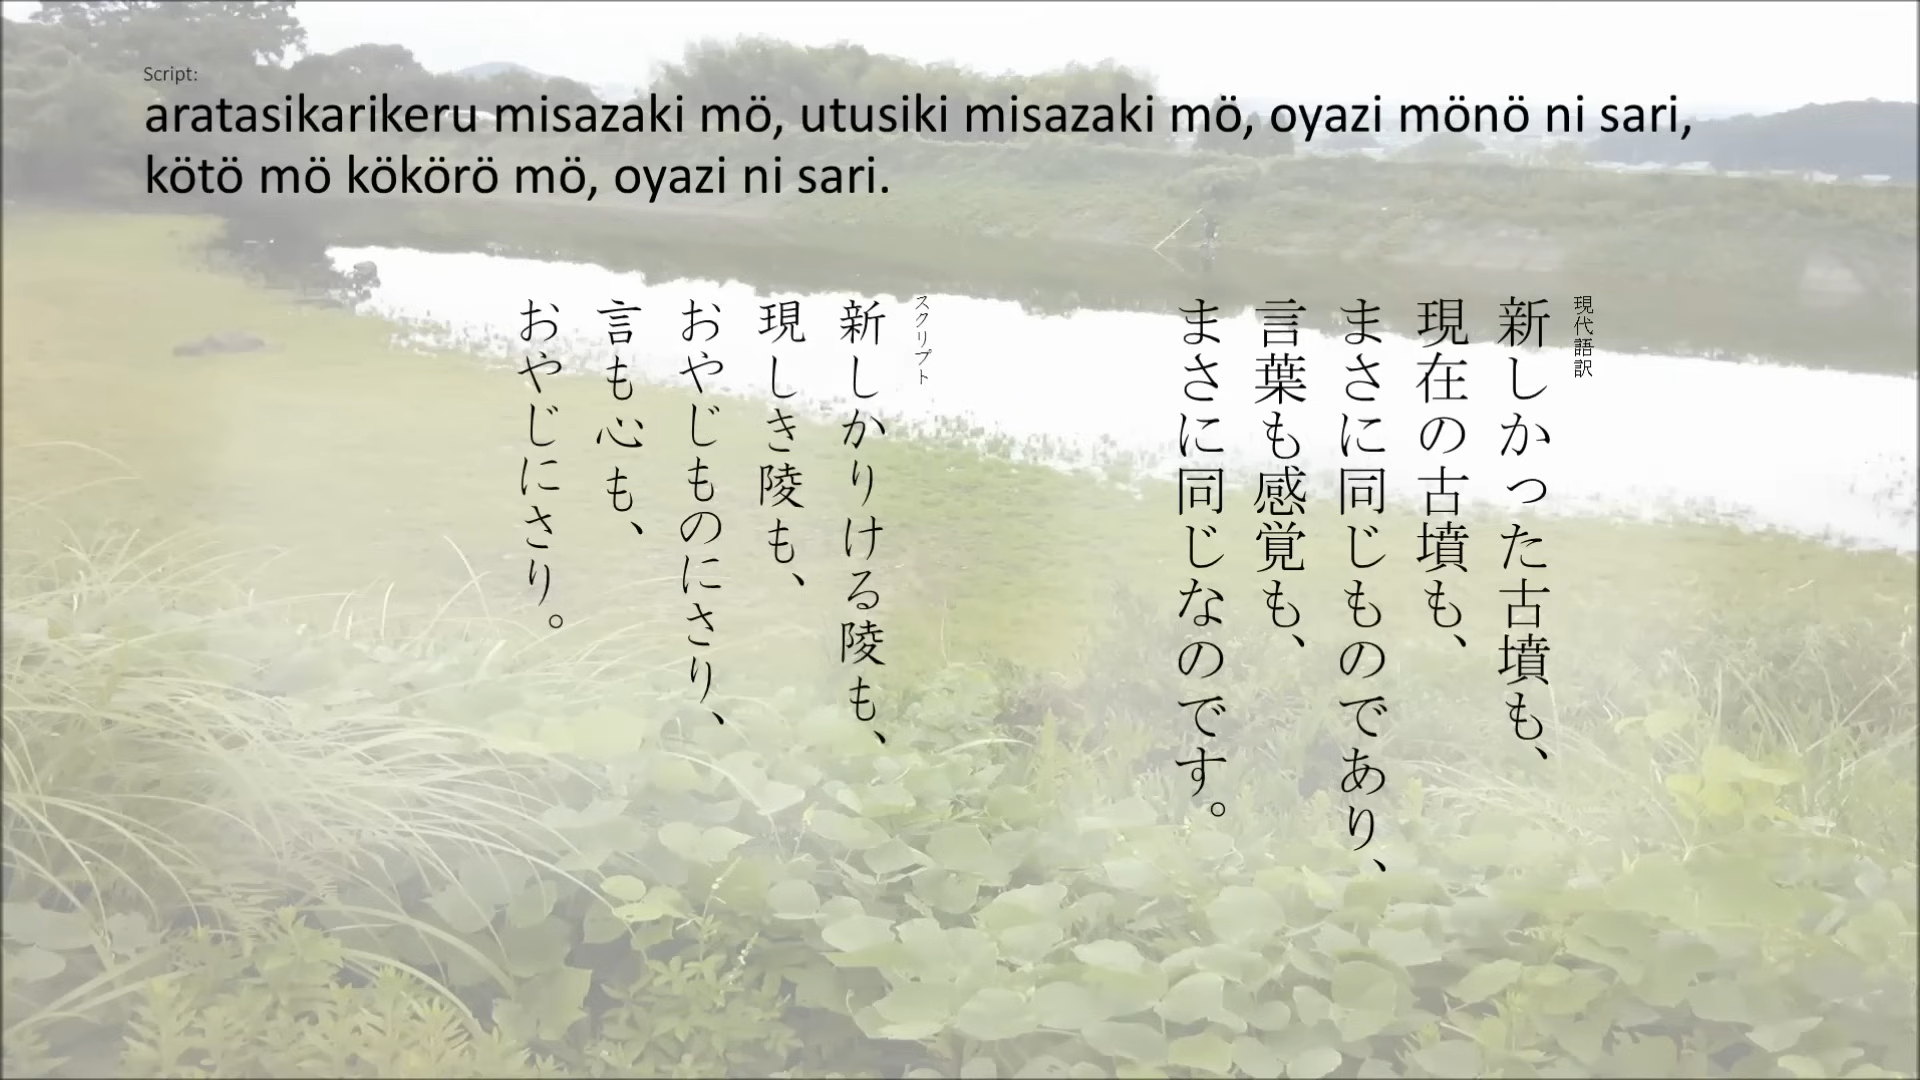 Script:
aratasikarikeru misazaki mö, utusiki misazaki mö, oyazi mönö ni sari,
kötö mö kökörö mö, oyazi ni sari.
現代語訳
新しかった古墳も、
現在の古墳も、
まさに同じものであり、
言葉も感覚も、
まさに同じなのです。
スクリプト
新しかりける陵も、
現しき陵も、
おやじものにさり、
言も心も、
おやじにさり。